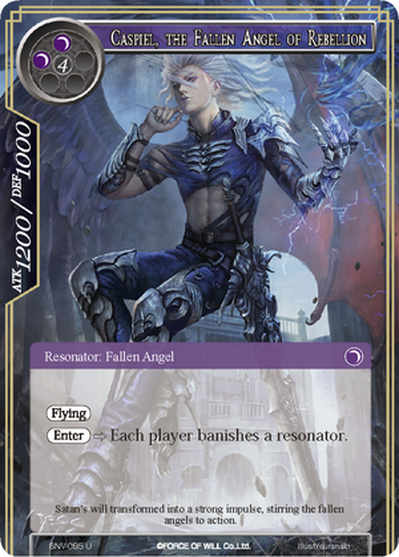 Caspiel, the Fallen Angel of Rebellion
4
ATK 1200 / DEF 1000
Resonator: Fallen Angel
Flying
Enter ⇨ Each player banishes a resonator.
Satan's will transformed into a strong impulse, stirring the fallen
angels to action.
SNV-065 U
©FORCE OF WILL Co.,Ltd.